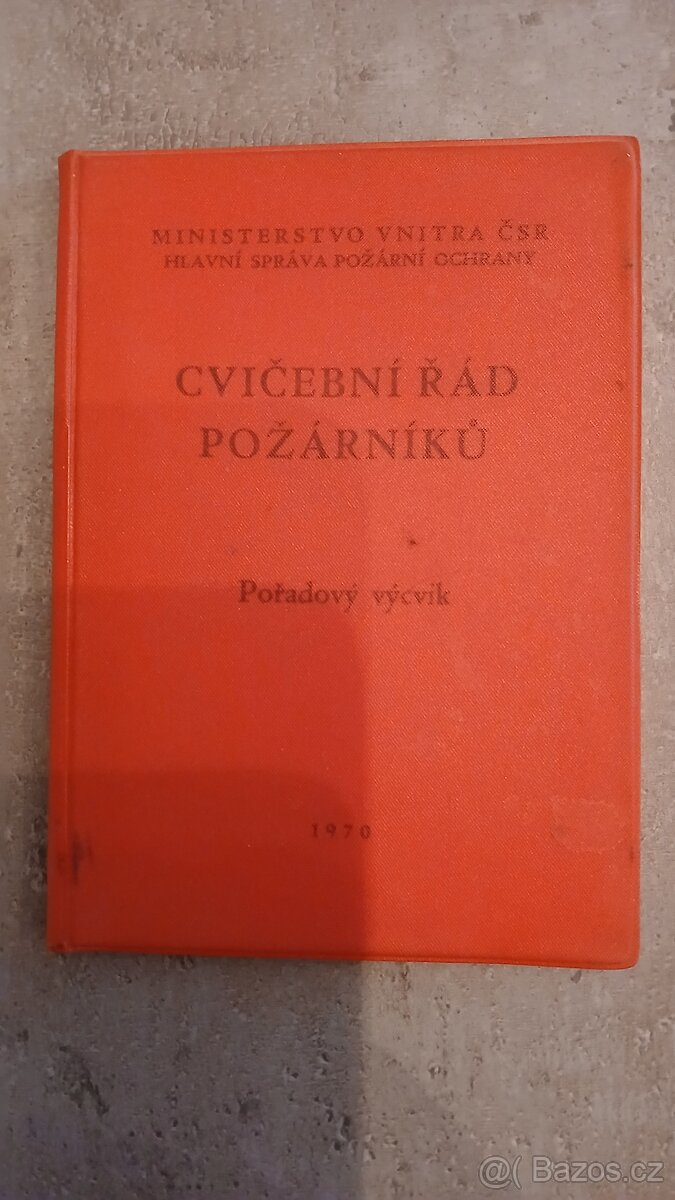 MINISTERSTVO VNITRA ČSR
HLAVNÍ SPRÁVA POŽÁRNÍ OCHRANY
CVIČEBNÍ ŘÁD
POŽÁRNÍKŮ
Pořadový výcvik
1970
@( Bazos.cz